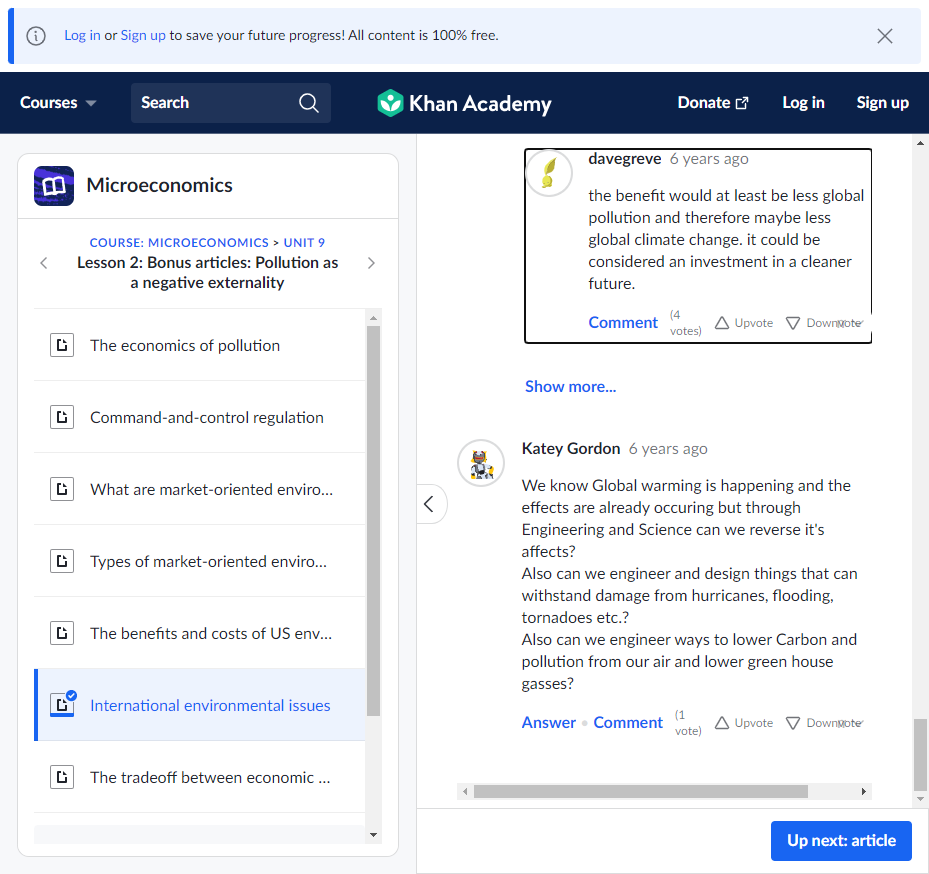 Log in or Sign up to save your future progress! All content is 100% free.
Courses
Search
Khan Academy
Donate
Log in
Sign up
Microeconomics
COURSE: MICROECONOMICS > UNIT 9
Lesson 2: Bonus articles: Pollution as
a negative externality
The economics of pollution
Command-and-control regulation
What are market-oriented enviro...
Types of market-oriented enviro...
The benefits and costs of US env...
International environmental issues
The tradeoff between economic ...
davegreve 6 years ago
the benefit would at least be less global
pollution and therefore maybe less
global climate change. it could be
considered an investment in a cleaner
future.
Comment (4 votes) Upvote Downvote
Show more...
Katey Gordon 6 years ago
We know Global warming is happening and the
effects are already occuring but through
Engineering and Science can we reverse it's
affects?
Also can we engineer and design things that can
withstand damage from hurricanes, flooding,
tornadoes etc.?
Also can we engineer ways to lower Carbon and
pollution from our air and lower green house
gasses?
Answer • Comment (1 vote) Upvote Downvote
Up next: article